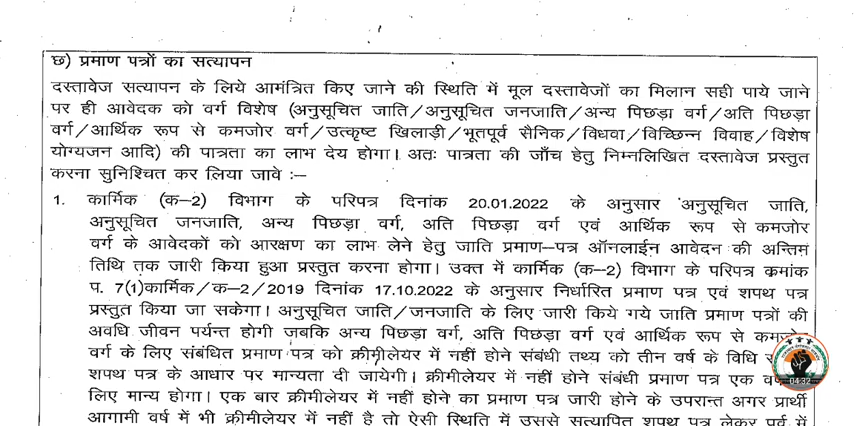 छ) प्रमाण पत्रों का सत्यापन
दस्तावेज सत्यापन के लिये आमंत्रित किए जाने की स्थिति में मूल दस्तावेजों का मिलान सही पाये जाने
पर ही आवेदक को वर्ग विशेष (अनुसूचित जाति/अनुसूचित जनजाति/अन्य पिछड़ा वर्ग/अति पिछड़ा
वर्ग/आर्थिक रूप से कमजोर वर्ग/उत्कृष्ट खिलाड़ी/भूतपूर्व सैनिक/विधवा/विच्छिन्न विवाह/विशेष
योग्यजन आदि) की पात्रता का लाभ देय होगा। अतः पात्रता की जाँच हेतु निम्नलिखित दस्तावेज प्रस्तुत
करना सुनिश्चित कर लिया जावे :–
1. कार्मिक (क–2) विभाग के परिपत्र दिनांक 20.01.2022 के अनुसार अनुसूचित जाति,
अनुसूचित जनजाति, अन्य पिछड़ा वर्ग, अति पिछड़ा वर्ग एवं आर्थिक रूप से कमजोर
वर्ग के आवेदकों को आरक्षण का लाभ लेने हेतु जाति प्रमाण–पत्र ऑनलाईन आवेदन की अन्तिम
तिथि तक जारी किया हुआ प्रस्तुत करना होगा। उक्त में कार्मिक (क–2) विभाग के परिपत्र क्रमांक
प. 7(1)कार्मिक/क–2/2019 दिनांक 17.10.2022 के अनुसार निर्धारित प्रमाण पत्र एवं शपथ पत्र
प्रस्तुत किया जा सकेगा। अनुसूचित जाति/जनजाति के लिए जारी किये गये जाति प्रमाण पत्रों की
अवधि जीवन पर्यन्त होगी जबकि अन्य पिछड़ा वर्ग, अति पिछड़ा वर्ग एवं आर्थिक रूप से
वर्ग के लिए संबंधित प्रमाण पत्र को क्रीमीलेयर में नहीं होने संबंधी तथ्य को तीन वर्ष के विधि
शपथ पत्र के आधार पर मान्यता दी जायेगी। क्रीमीलेयर में नहीं होने संबंधी प्रमाण पत्र एक
04:32
लिए मान्य होगा। एक बार क्रीमीलेयर में नहीं होने का प्रमाण पत्र जारी होने के उपरान्त अगर प्रार्थी
आगामी वर्ष में भी क्रीमीलेयर में नहीं है तो ऐसी स्थिति में उससे सत्यापित शपथ पत्र लेकर पूर्व में